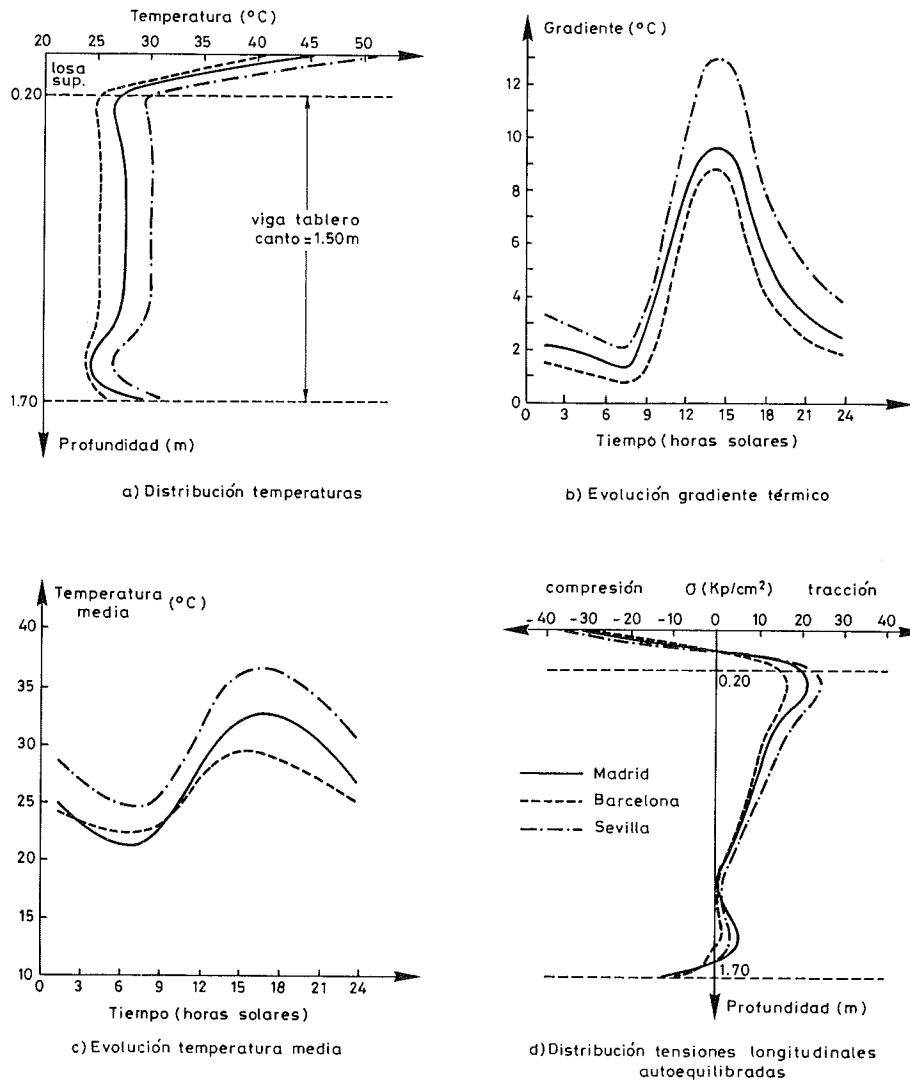 Temperatura (°C)
20 25 30 35 40 45 50
losa
sup.
0.20
viga tablero
canto = 1.50m
1.70
Profundidad (m)
a) Distribución temperaturas
Gradiente (°C)
12
10
8
6
4
2
0
0 3 6 9 12 15 18 21 24
Tiempo (horas solares)
b) Evolución gradiente térmico
Temperatura
media (°C)
40
35
30
25
20
15
10
0 3 6 9 12 15 18 21 24
Tiempo (horas solares)
c) Evolución temperatura media
compresión σ (Kp/cm²) tracción
-40 -30 -20 -10 0 10 20 30 40
0.20
Madrid
Barcelona
Sevilla
1.70
Profundidad (m)
d) Distribución tensiones longitudinales
autoequilibradas